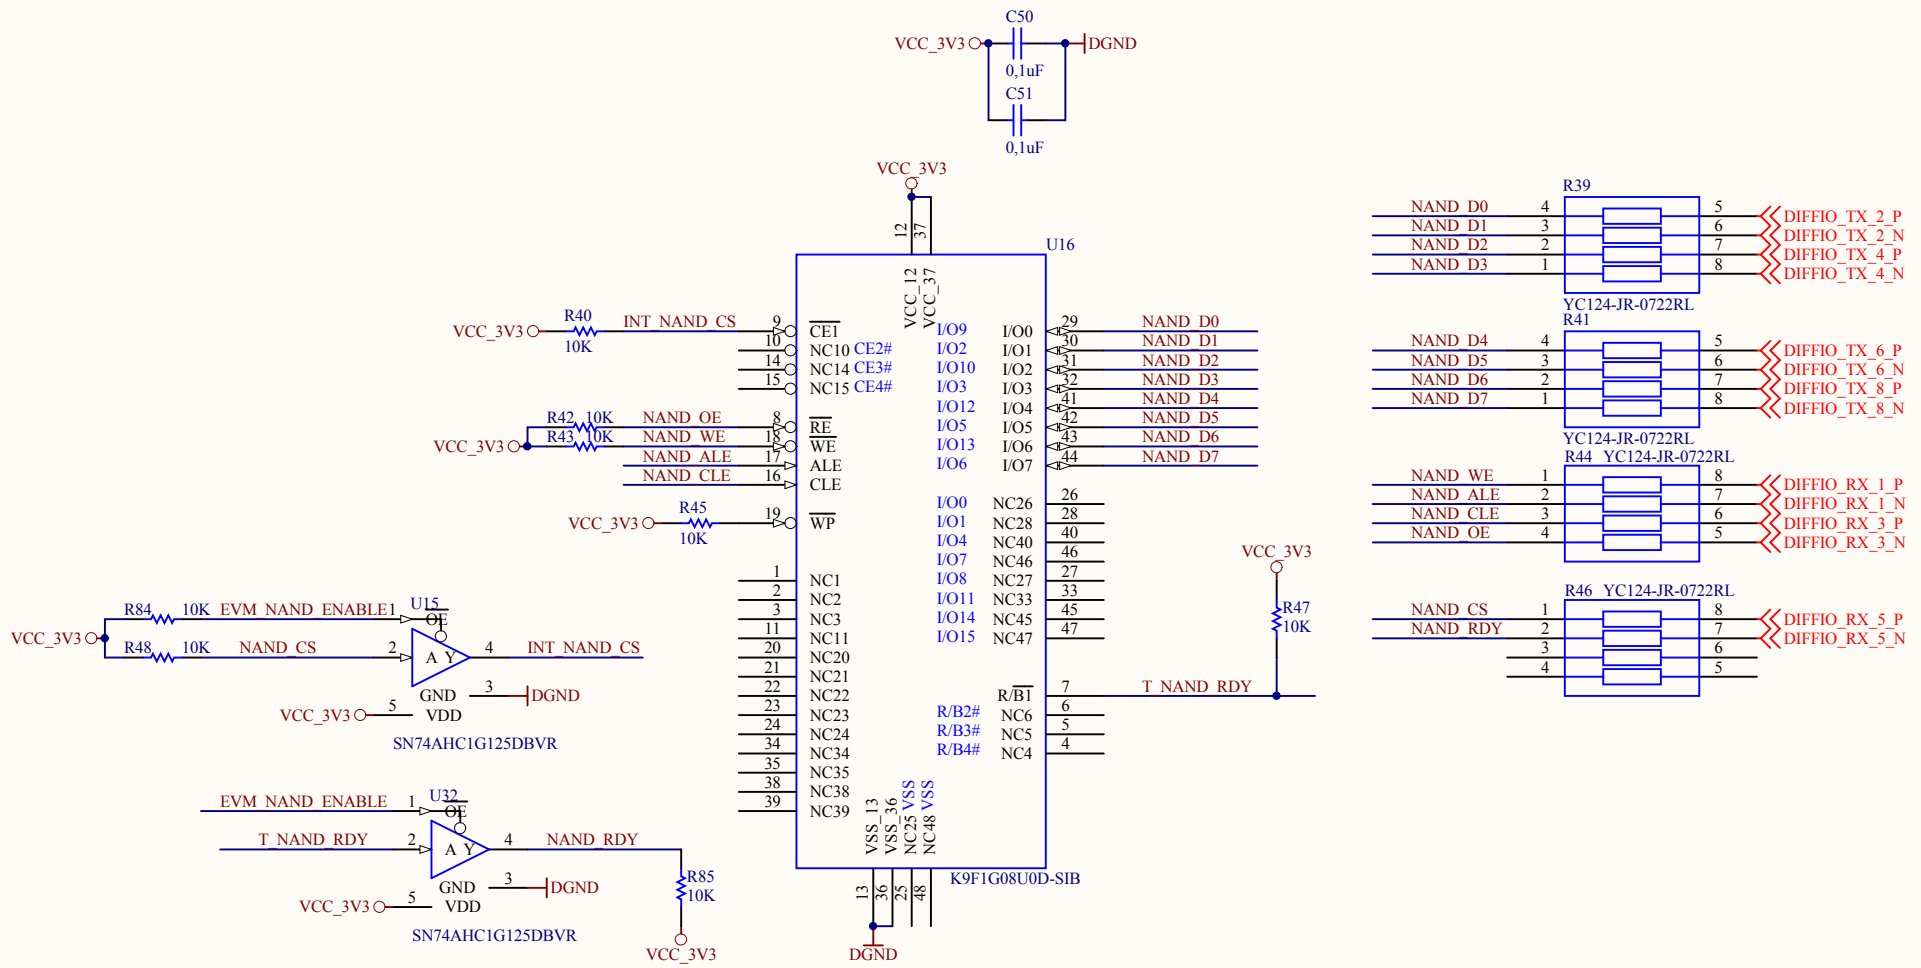 C50
VCC_3V3 DGND
0,1uF
C51
0,1uF
VCC_3V3
12 37
U16
VCC_12 VCC_37
R40
VCC_3V3 INT_NAND_CS 9 CE1
10K
10 NC10 CE2#
14 NC14 CE3#
15 NC15 CE4#
R42 10K NAND_OE 8 RE
VCC_3V3 R43 10K NAND_WE 18 WE
NAND_ALE 17 ALE
NAND_CLE 16 CLE
R45
VCC_3V3 19 WP
10K
1 NC1
2 NC2
3 NC3
11 NC11
20 NC20
21 NC21
22 NC22
23 NC23
24 NC24
34 NC34
35 NC35
38 NC38
39 NC39
I/O9 I/O0 29 NAND_D0
I/O2 I/O1 30 NAND_D1
I/O10 I/O2 31 NAND_D2
I/O3 I/O3 32 NAND_D3
I/O12 I/O4 41 NAND_D4
I/O5 I/O5 42 NAND_D5
I/O13 I/O6 43 NAND_D6
I/O6 I/O7 44 NAND_D7
I/O0 NC26 26
I/O1 NC28 28
I/O4 NC40 40
I/O7 NC46 46
I/O8 NC27 27
I/O11 NC33 33
I/O14 NC45 45
I/O15 NC47 47
R/B1 7 T_NAND_RDY
R/B2# NC6 6
R/B3# NC5 5
R/B4# NC4 4
VCC_3V3
R47
10K
VSS_13 VSS_36 NC25 VSS NC48 VSS
K9F1G08U0D-SIB
13 36 25 48
DGND
R84 10K EVM_NAND_ENABLE 1 U15 OE
VCC_3V3
R48 10K NAND_CS 2 A Y 4 INT_NAND_CS
GND 3 DGND
VCC_3V3 5 VDD
SN74AHC1G125DBVR
EVM_NAND_ENABLE 1 U32 OE
T_NAND_RDY 2 A Y 4 NAND_RDY
GND 3 DGND
VCC_3V3 5 VDD
SN74AHC1G125DBVR
R85
10K
VCC_3V3
R39
NAND_D0 4 5 DIFFIO_TX_2_P
NAND_D1 3 6 DIFFIO_TX_2_N
NAND_D2 2 7 DIFFIO_TX_4_P
NAND_D3 1 8 DIFFIO_TX_4_N
YC124-JR-0722RL
R41
NAND_D4 4 5 DIFFIO_TX_6_P
NAND_D5 3 6 DIFFIO_TX_6_N
NAND_D6 2 7 DIFFIO_TX_8_P
NAND_D7 1 8 DIFFIO_TX_8_N
YC124-JR-0722RL
R44 YC124-JR-0722RL
NAND_WE 1 8 DIFFIO_RX_1_P
NAND_ALE 2 7 DIFFIO_RX_1_N
NAND_CLE 3 6 DIFFIO_RX_3_P
NAND_OE 4 5 DIFFIO_RX_3_N
R46 YC124-JR-0722RL
NAND_CS 1 8 DIFFIO_RX_5_P
NAND_RDY 2 7 DIFFIO_RX_5_N
3 6
4 5